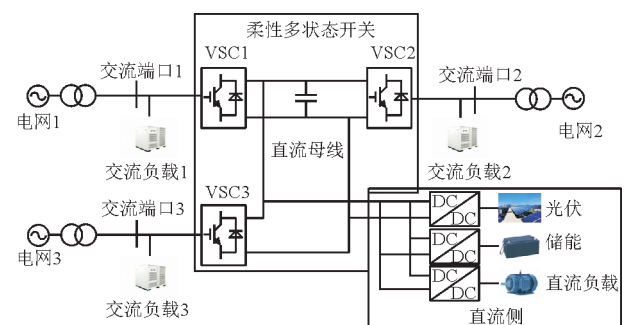 柔性多状态开关
VSC1
VSC2
交流端口1
交流端口2
电网1
电网2
交流负载1
直流母线
交流负载2
VSC3
交流端口3
DC
DC
光伏
DC
DC
储能
电网3
DC
DC
直流负载
交流负载3
直流侧